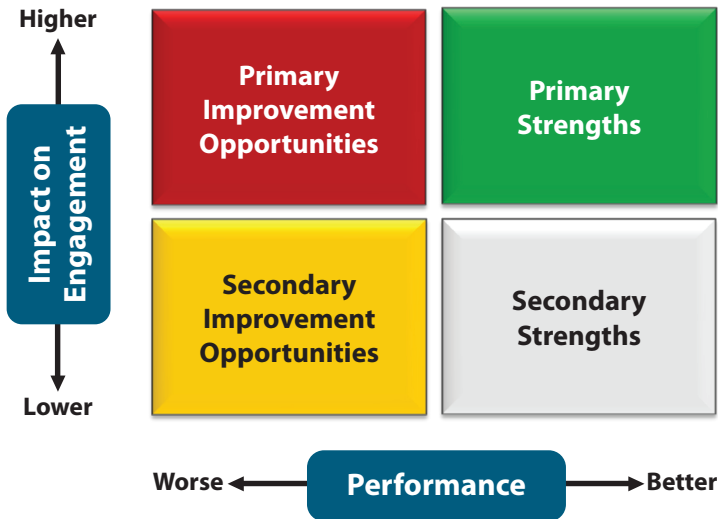 Higher
Primary
Improvement
Opportunities
Primary
Strengths
Impact on
Engagement
Secondary
Improvement
Opportunities
Secondary
Strengths
Lower
Worse
Performance
Better